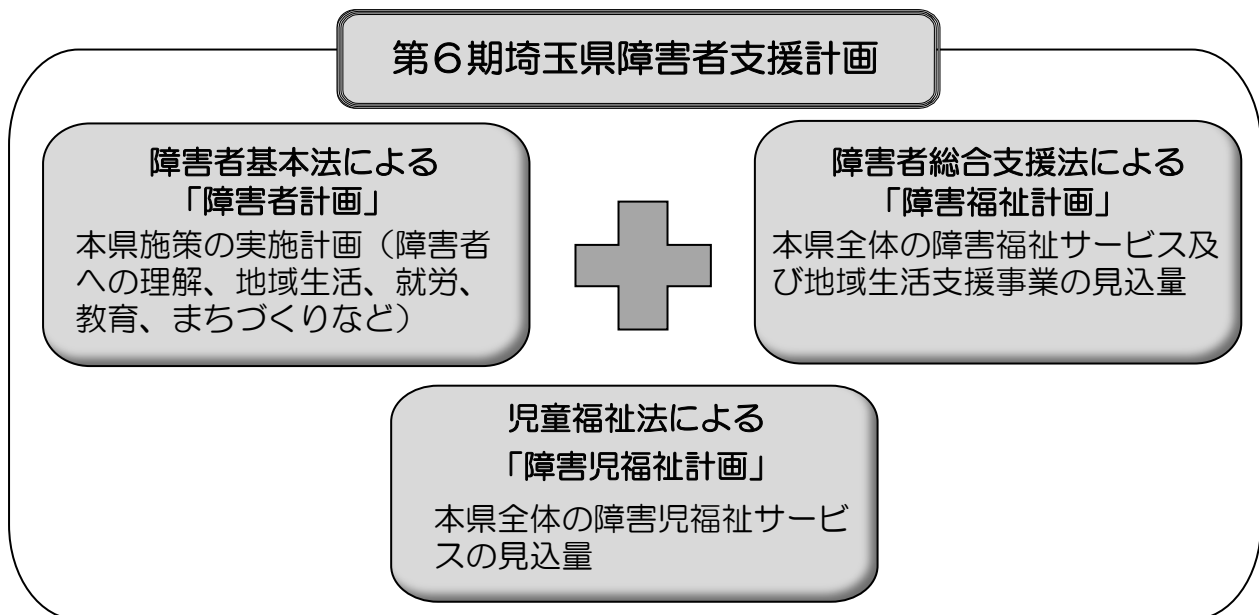 第6期埼玉県障害者支援計画
障害者基本法による
「障害者計画」
本県施策の実施計画（障害者
への理解、地域生活、就労、
教育、まちづくりなど）
障害者総合支援法による
「障害福祉計画」
本県全体の障害福祉サービス及
び地域生活支援事業の見込量
児童福祉法による
「障害児福祉計画」
本県全体の障害児福祉サービ
スの見込量